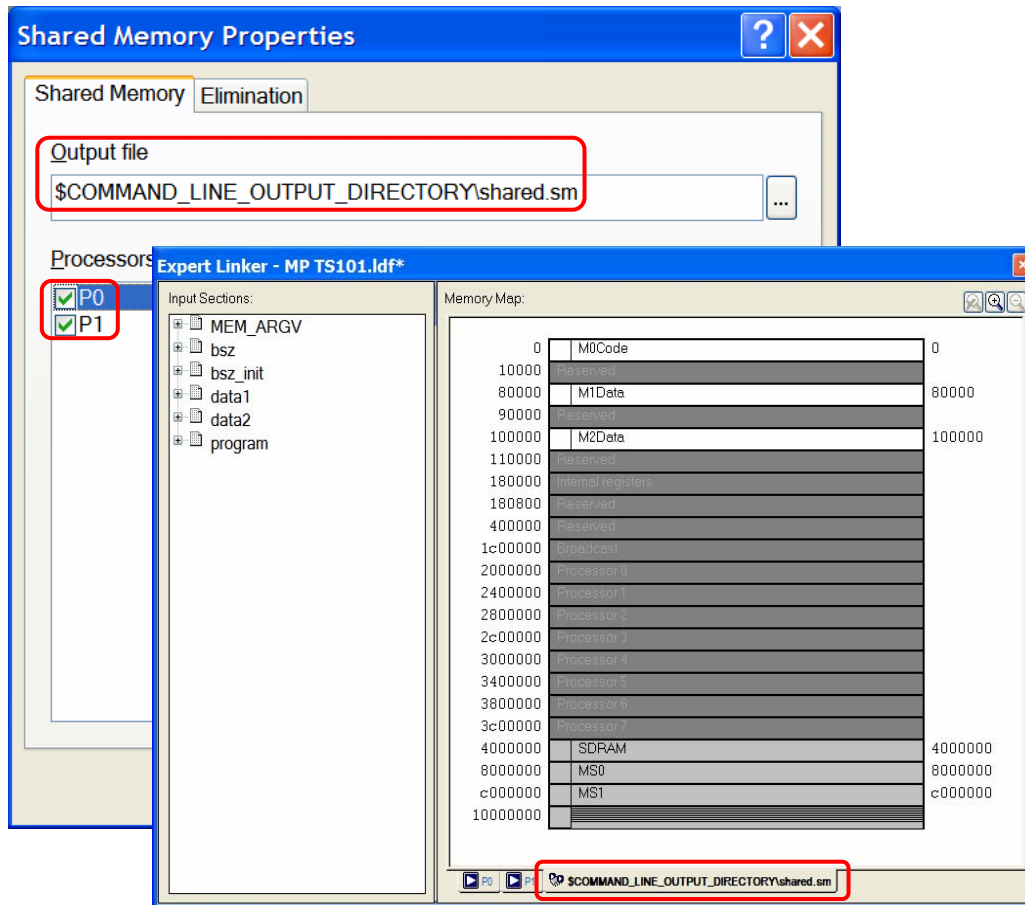 Shared Memory Properties
Shared Memory
Elimination
Output file
$COMMAND_LINE_OUTPUT_DIRECTORY\shared.sm
...
Processors
P0
P1
Expert Linker - MP TS101.ldf*
Input Sections:
MEM_ARGV
bsz
bsz_init
data1
data2
program
Memory Map:
0 M0Code 0
10000 Reserved
80000 M1Data 80000
90000 Reserved
100000 M2Data 100000
110000 Reserved
180000 Internal registers
180800 Reserved
400000 Reserved
1c00000 Broadcast
2000000 Processor 0
2400000 Processor 1
2800000 Processor 2
2c00000 Processor 3
3000000 Processor 4
3400000 Processor 5
3800000 Processor 6
3c00000 Processor 7
4000000 SDRAM 4000000
8000000 MS0 8000000
c000000 MS1 c000000
10000000
P0
P1
$COMMAND_LINE_OUTPUT_DIRECTORY\shared.sm